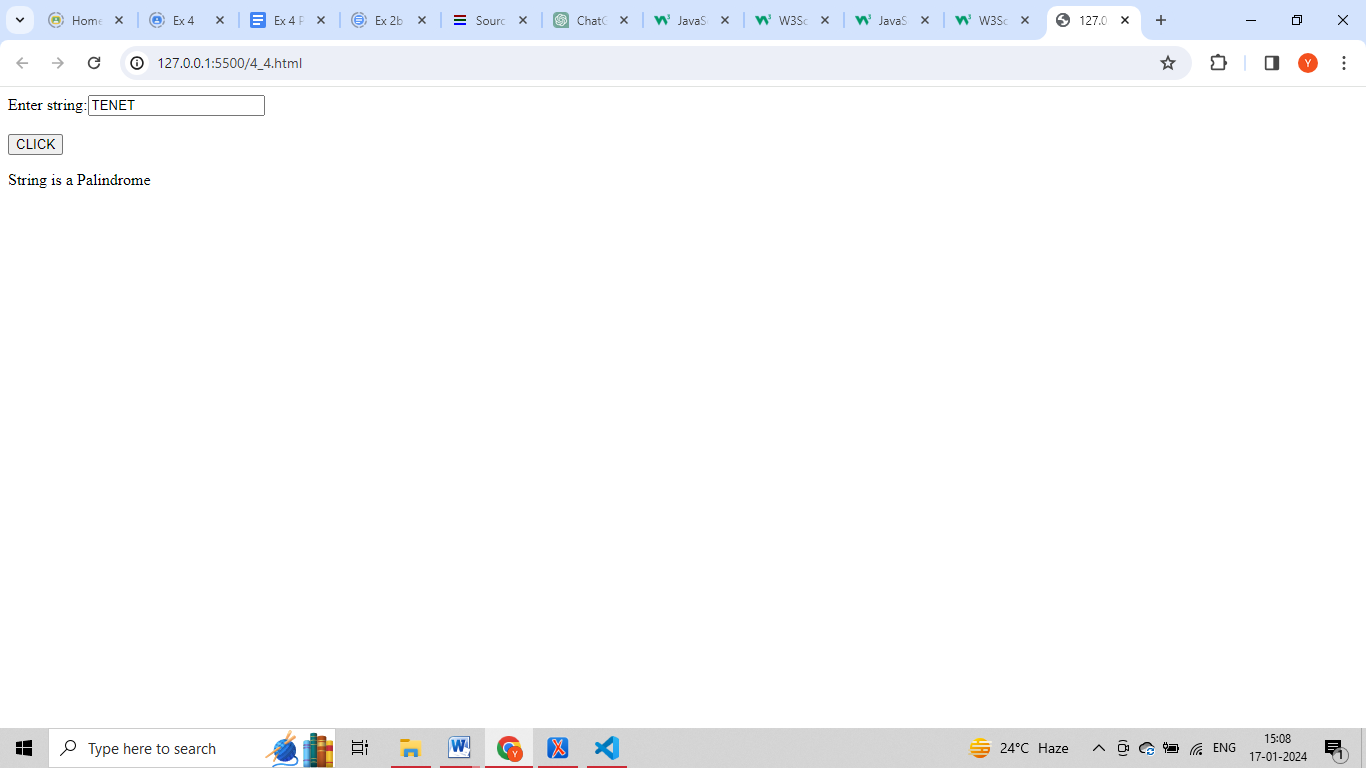 Home
Ex 4
Ex 4 P
Ex 2b
Sourc
ChatG
JavaS
W3Sc
JavaS
W3Sc
127.0
127.0.0.1:5500/4_4.html
Y
Enter string: TENET
CLICK
String is a Palindrome
Type here to search
24°C Haze
ENG
15:08
17-01-2024
1